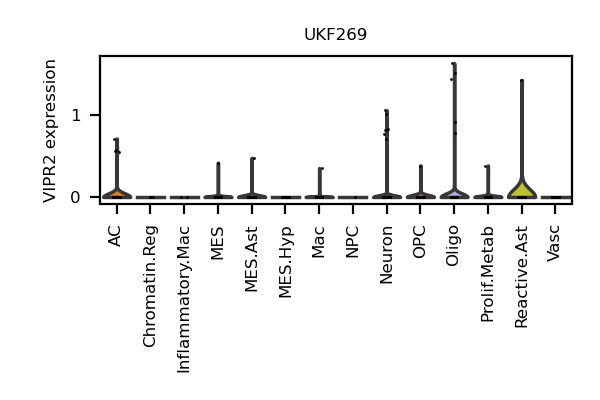 UKF269
VIPR2 expression
1
0
AC
Chromatin.Reg
Inflammatory.Mac
MES
MES.Ast
MES.Hyp
Mac
NPC
Neuron
OPC
Oligo
Prolif.Metab
Reactive.Ast
Vasc